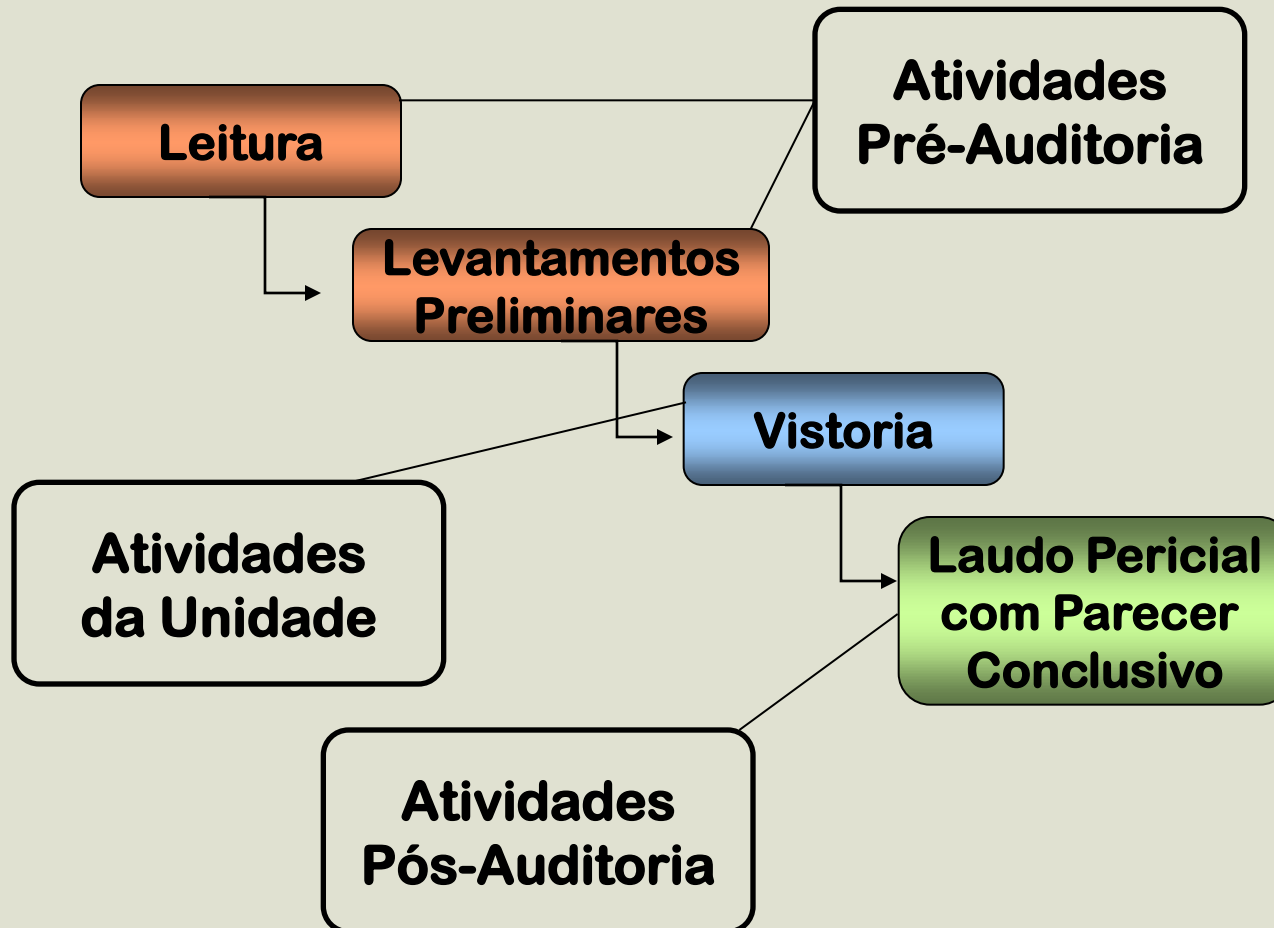 Atividades
Pré-Auditoria
Leitura
Levantamentos
Preliminares
Vistoria
Atividades
da Unidade
Laudo Pericial
com Parecer
Conclusivo
Atividades
Pós-Auditoria